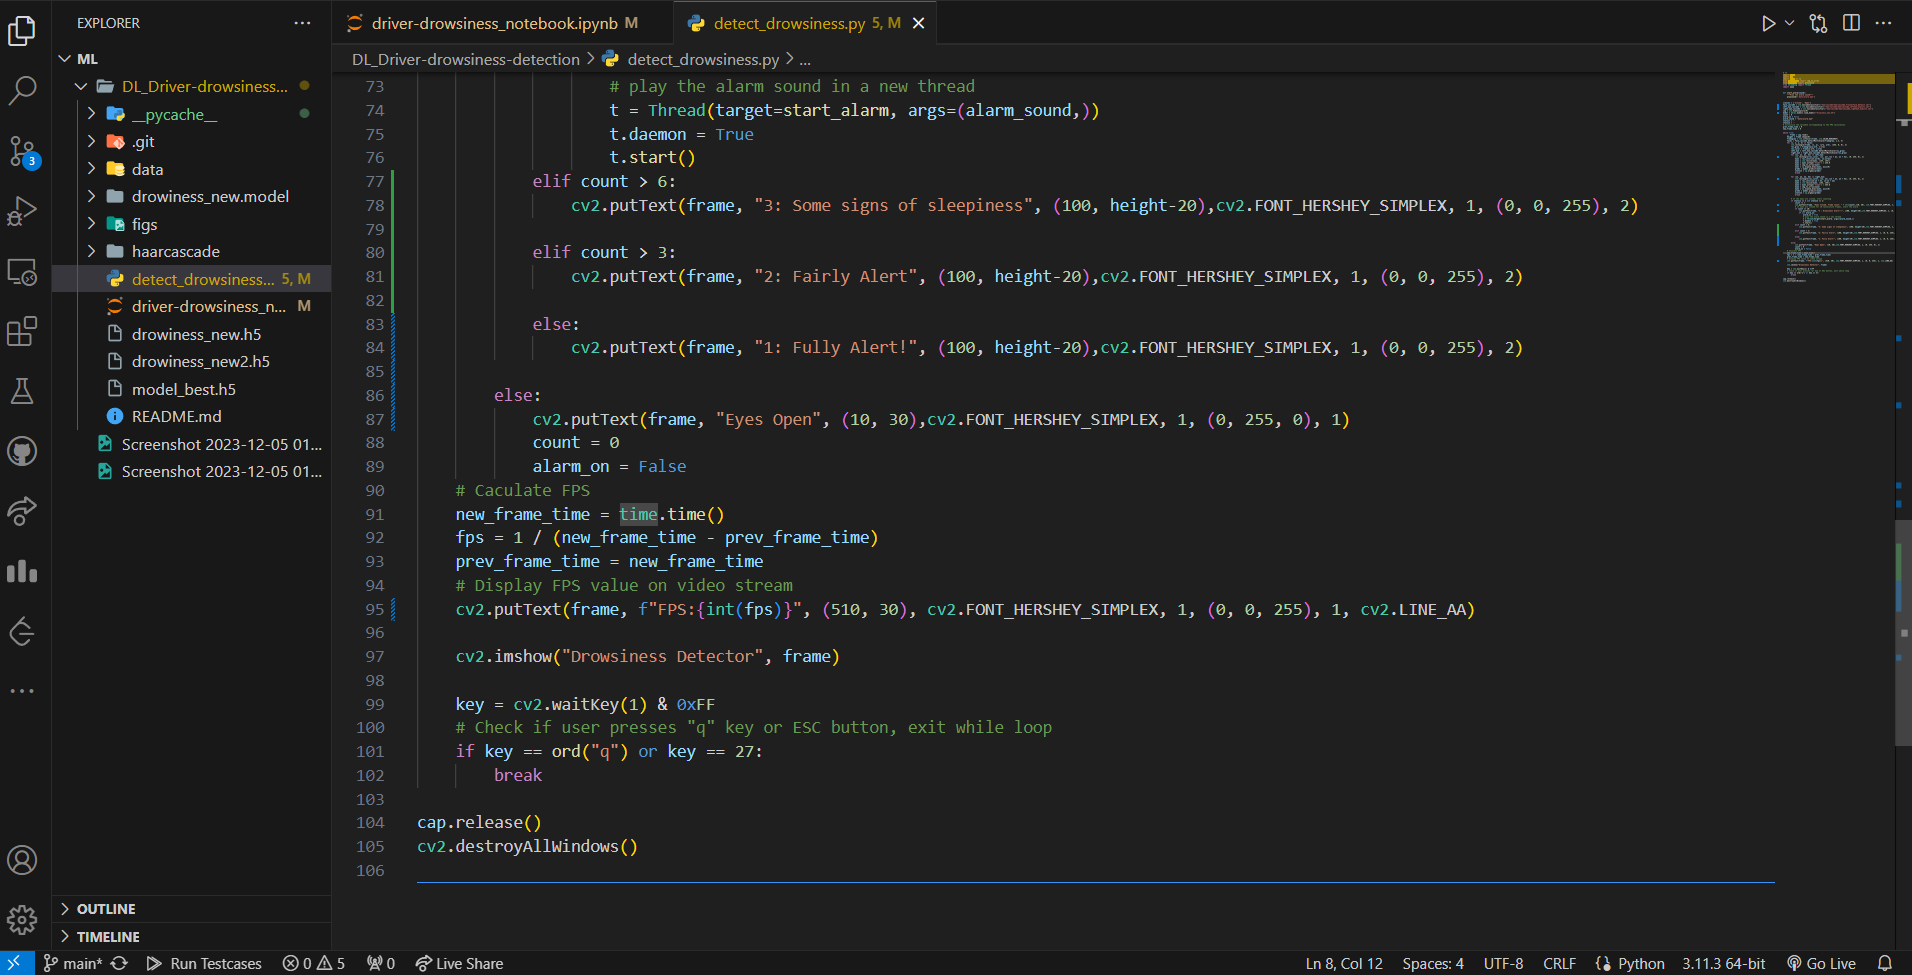 EXPLORER
ML
DL_Driver-drowsiness...
__pycache__
.git
data
drowiness_new.model
figs
haarcascade
detect_drowsiness... 5, M
driver-drowsiness_n... M
drowiness_new.h5
drowiness_new2.h5
model_best.h5
README.md
Screenshot 2023-12-05 01...
Screenshot 2023-12-05 01...
OUTLINE
TIMELINE
3
driver-drowsiness_notebook.ipynb M
detect_drowsiness.py 5, M
DL_Driver-drowsiness-detection > detect_drowsiness.py > ...
73 # play the alarm sound in a new thread
74 t = Thread(target=start_alarm, args=(alarm_sound,))
75 t.daemon = True
76 t.start()
77 elif count > 6:
78 cv2.putText(frame, "3: Some signs of sleepiness", (100, height-20),cv2.FONT_HERSHEY_SIMPLEX, 1, (0, 0, 255), 2)
79
80 elif count > 3:
81 cv2.putText(frame, "2: Fairly Alert", (100, height-20),cv2.FONT_HERSHEY_SIMPLEX, 1, (0, 0, 255), 2)
82
83 else:
84 cv2.putText(frame, "1: Fully Alert!", (100, height-20),cv2.FONT_HERSHEY_SIMPLEX, 1, (0, 0, 255), 2)
85
86 else:
87 cv2.putText(frame, "Eyes Open", (10, 30),cv2.FONT_HERSHEY_SIMPLEX, 1, (0, 255, 0), 1)
88 count = 0
89 alarm_on = False
90 # Caculate FPS
91 new_frame_time = time.time()
92 fps = 1 / (new_frame_time - prev_frame_time)
93 prev_frame_time = new_frame_time
94 # Display FPS value on video stream
95 cv2.putText(frame, f"FPS:{int(fps)}", (510, 30), cv2.FONT_HERSHEY_SIMPLEX, 1, (0, 0, 255), 1, cv2.LINE_AA)
96
97 cv2.imshow("Drowsiness Detector", frame)
98
99 key = cv2.waitKey(1) & 0xFF
100 # Check if user presses "q" key or ESC button, exit while loop
101 if key == ord("q") or key == 27:
102 break
103
104 cap.release()
105 cv2.destroyAllWindows()
106
main* Run Testcases 0 5 0 Live Share Ln 8, Col 12 Spaces: 4 UTF-8 CRLF Python 3.11.3 64-bit Go Live